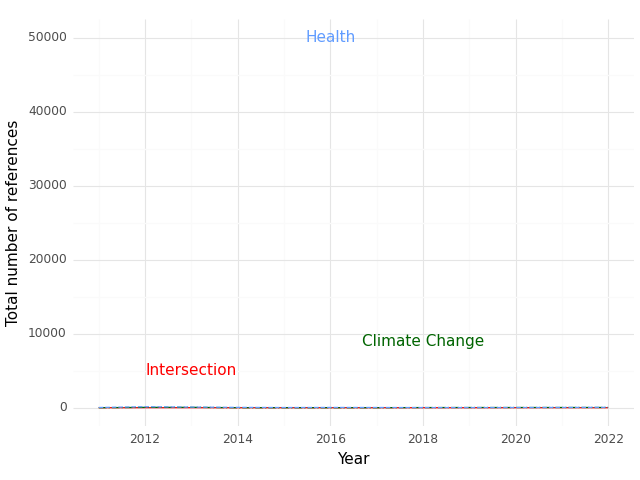 Health
Climate Change
Intersection
50000
40000
30000
20000
10000
0
2012
2014
2016
2018
2020
2022
Year
Total number of references